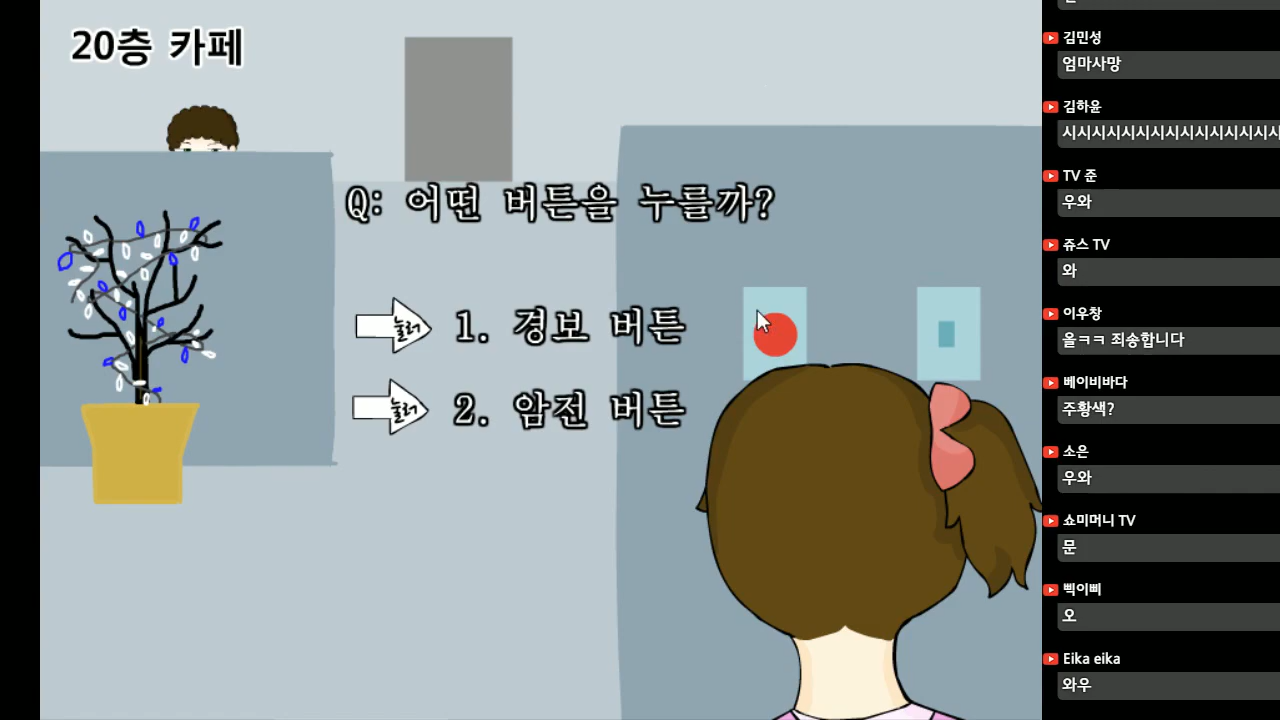 20층 카페
Q: 어떤 버튼을 누를까?
눌러 1. 경보 버튼
눌러 2. 암전 버튼
김민성
엄마사망
김하윤
시시시시시시시시시시시시시시시
TV 준
우와
쥬스 TV
와
이우창
올ㅋㅋ 죄송합니다
베이비바다
주황색?
소은
우와
쇼미머니 TV
문
삑이삐
오
Eika eika
와우